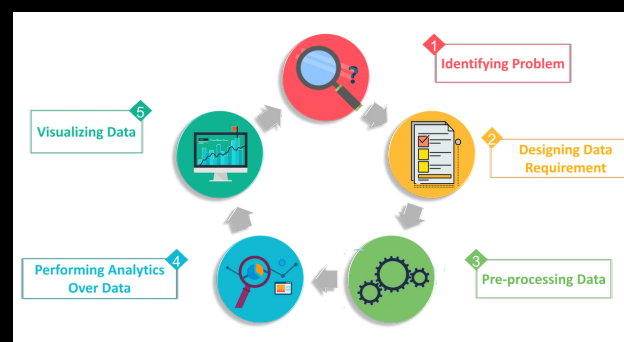 1
Identifying Problem
2
Designing Data
Requirement
3
Pre-processing Data
4
Performing Analytics
Over Data
5
Visualizing Data
?